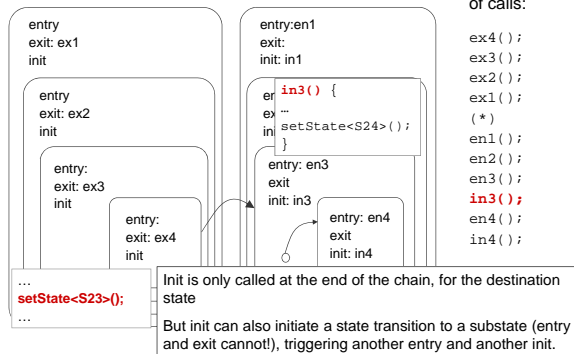 of calls:
entry
exit: ex1
init
entry:en1
exit:
init: in1
entry
exit: ex2
init
en
ex
ini
in3() {
…
setState<S24>();
}
entry:
exit: ex3
init
entry: en3
exit
init: in3
entry:
exit: ex4
init
entry: en4
exit
init: in4
ex4();
ex3();
ex2();
ex1();
(*)
en1();
en2();
en3();
in3();
en4();
in4();
…
setState<S23>();
…
Init is only called at the end of the chain, for the destination
state
But init can also initiate a state transition to a substate (entry
and exit cannot!), triggering another entry and another init.